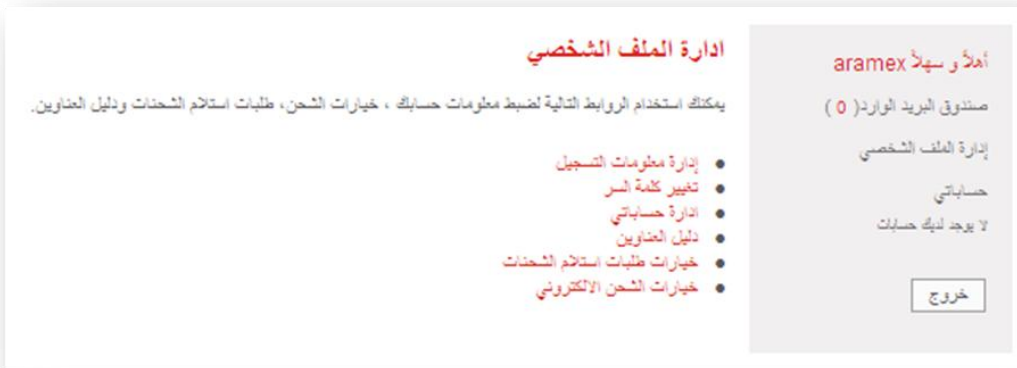 أهلاً و سهلاً aramex
صندوق البريد الوارد( 0 )
إدارة الملف الشخصي
حساباتي
لا يوجد لديك حسابات
خروج
ادارة الملف الشخصي
يمكنك استخدام الروابط التالية لضبط معلومات حسابك ، خيارات الشحن، طلبات استلام الشحنات ودليل العناوين.
إدارة معلومات التسجيل
تغيير كلمة السر
ادارة حساباتي
دليل العناوين
خيارات طلبات استلام الشحنات
خيارات الشحن الالكتروني